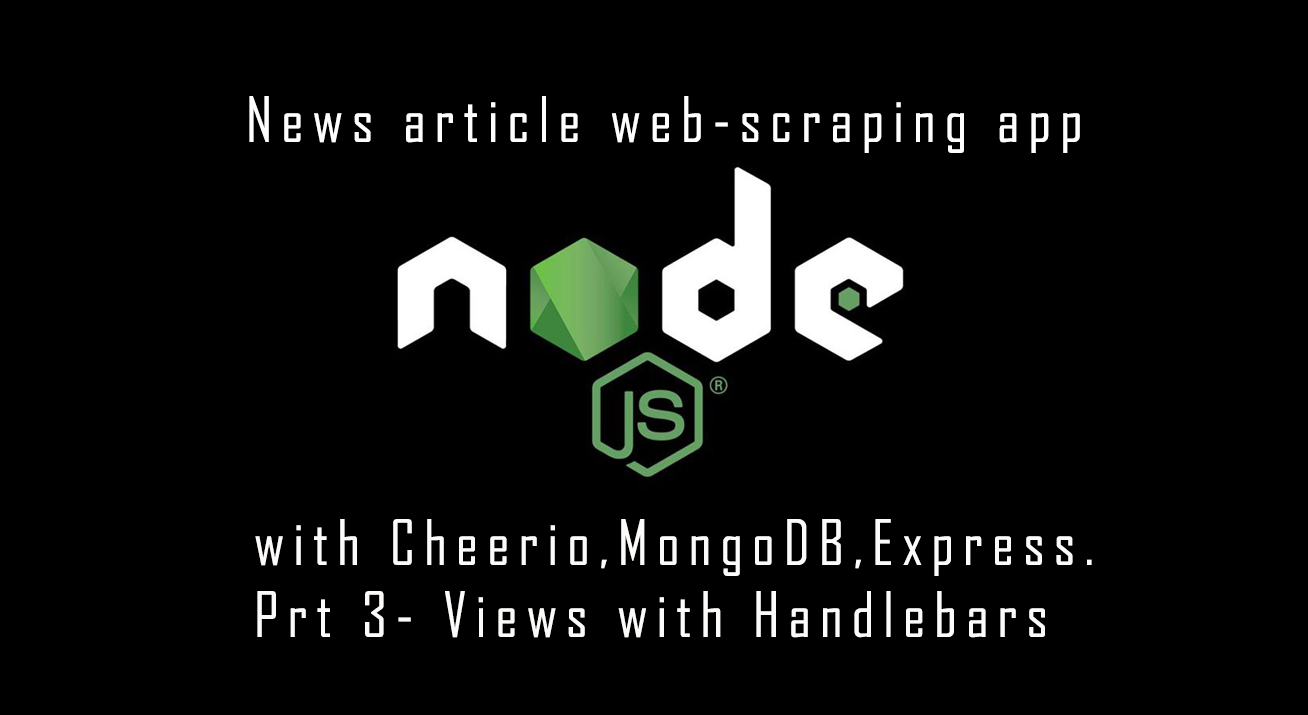 News article web-scraping app
node
JS®
with Cheerio,MongoDB,Express.
Prt 3- Views with Handlebars